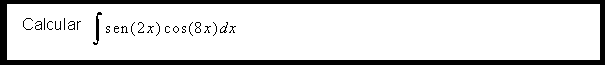 Calcular ∫ sen(2x)cos(8x)dx